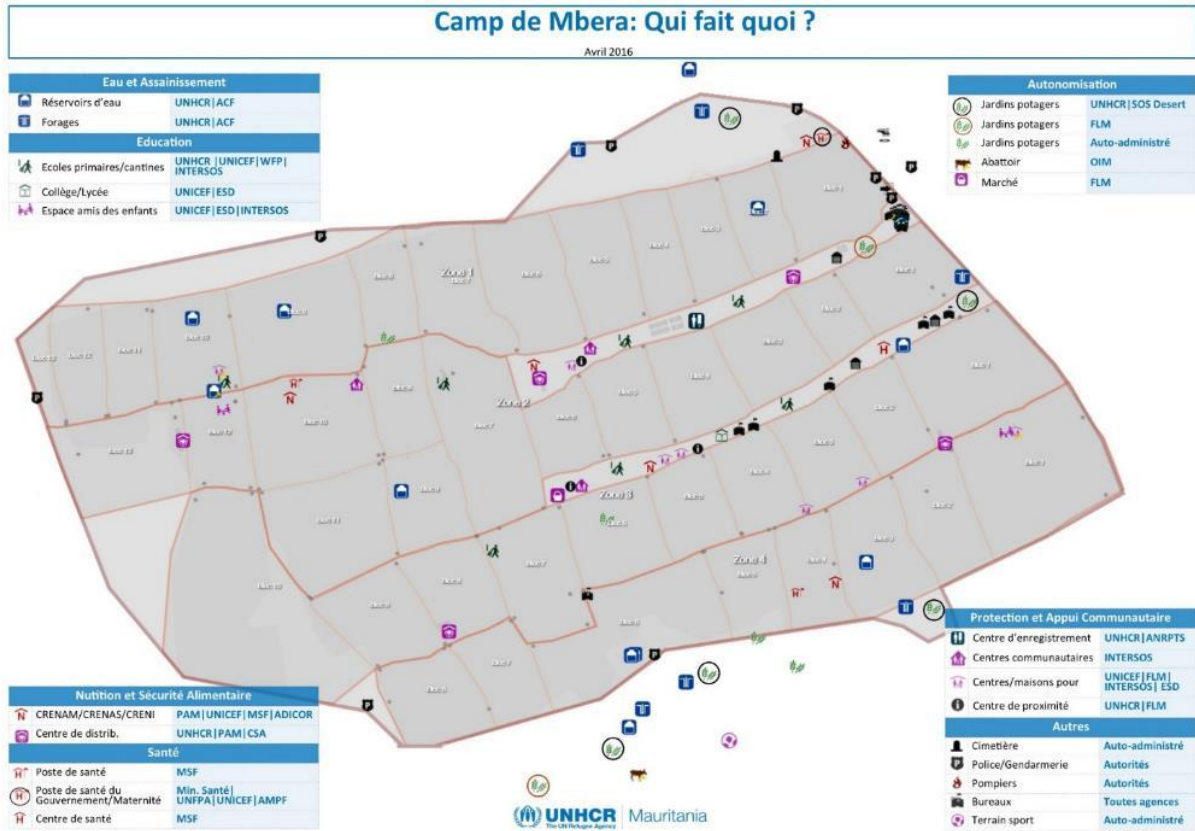 Camp de Mbera: Qui fait quoi ?
Avril 2016
Eau et Assainissement
Réservoirs d'eau UNHCR|ACF
Forages UNHCR|ACF
Education
Ecoles primaires/cantines UNHCR |UNICEF|WFP|
INTERSOS
Collège/Lycée UNICEF|ESD
Espace amis des enfants UNICEF|ESD|INTERSOS
Autonomisation
Jardins potagers UNHCR|SOS Desert
Jardins potagers FLM
Jardins potagers Auto-administré
Abattoir OIM
Marché FLM
Zone 1
Zone 2
Zone 3
Zone 4
Nutition et Sécurité Alimentaire
CRENAM/CRENAS/CRENI PAM|UNICEF|MSF|ADICOR
Centre de distrib. UNHCR|PAM|CSA
Santé
Poste de santé MSF
Poste de santé du
Gouvernement/Maternité
Min. Santé|
UNFPA|UNICEF|AMPF
Centre de santé MSF
Protection et Appui Communautaire
Centre d'enregistrement UNHCR|ANRPTS
Centres communautaires INTERSOS
Centres/maisons pour UNICEF|FLM|
INTERSOS| ESD
Centre de proximité UNHCR|FLM
Autres
Cimetière Auto-administré
Police/Gendarmerie Autorités
Pompiers Autorités
Bureaux Toutes agences
Terrain sport Auto-administré
UNHCR Mauritania
The UN Refugee Agency